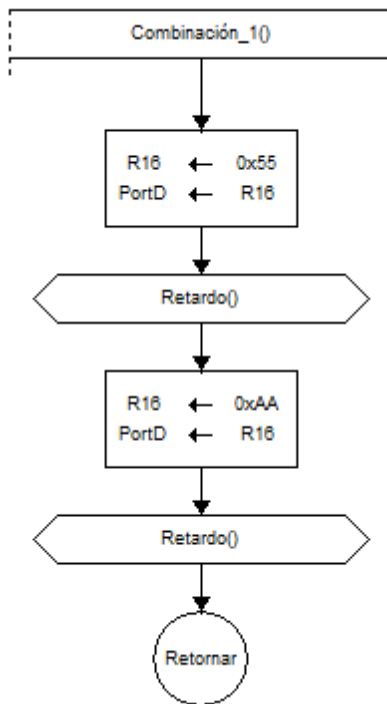 Combinación_1()
R16 ← 0x55
PortD ← R16
Retardo()
R16 ← 0xAA
PortD ← R16
Retardo()
Retornar